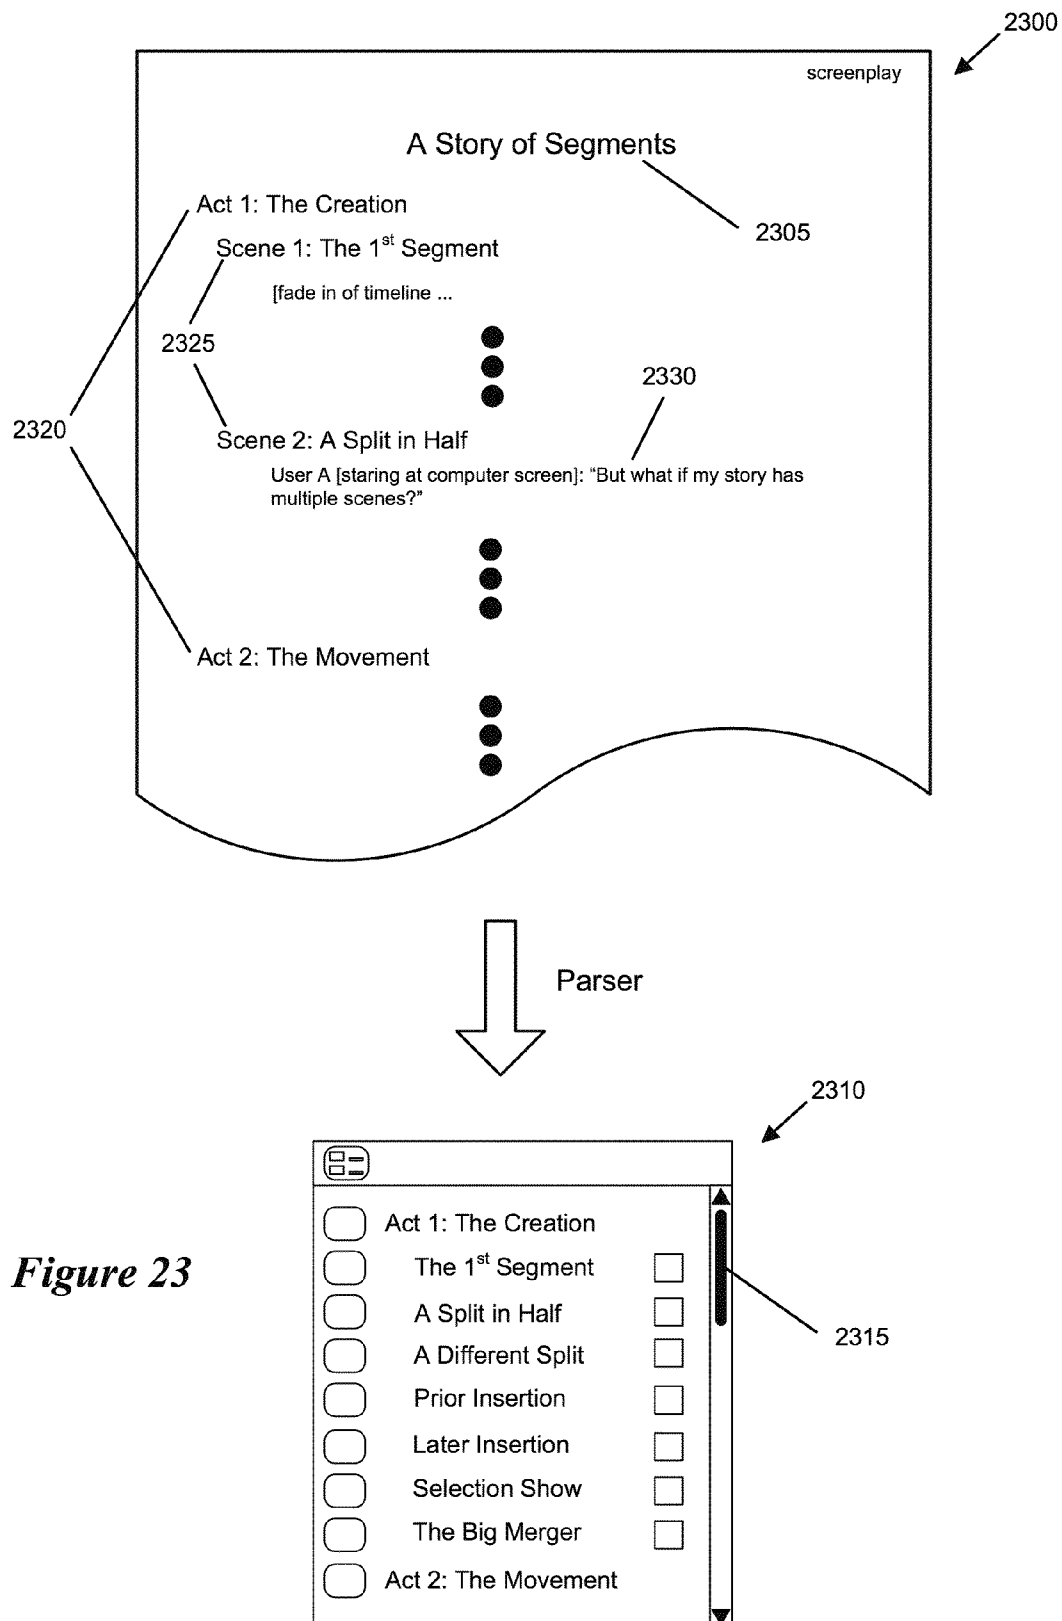 2300
screenplay
A Story of Segments
2305
Act 1: The Creation
Scene 1: The 1st Segment
[fade in of timeline ...
2325
2330
2320
Scene 2: A Split in Half
User A [staring at computer screen]: “But what if my story has
multiple scenes?”
Act 2: The Movement
Parser
2310
Act 1: The Creation
The 1st Segment
A Split in Half
A Different Split
Prior Insertion
Later Insertion
Selection Show
The Big Merger
Act 2: The Movement
2315
Figure 23